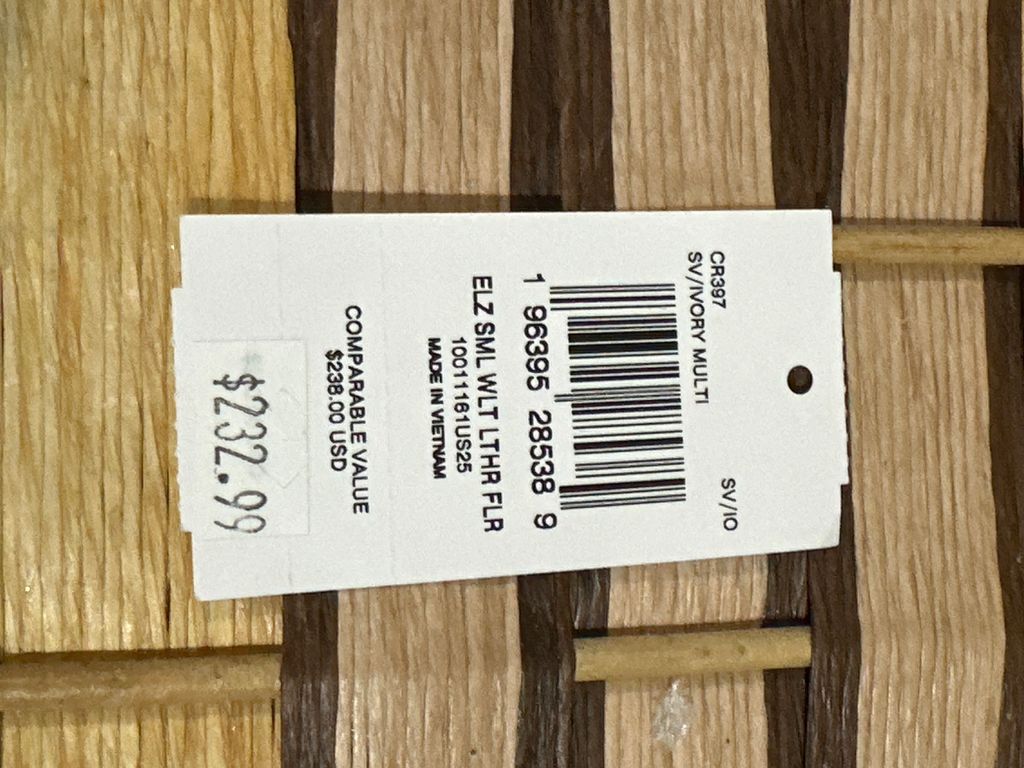 CR397 SV/IO
SV/IVORY MULTI
1 96395 28538 9
ELZ SML WLT LTHR FLR
10011161US25
MADE IN VIETNAM
COMPARABLE VALUE
$238.00 USD
$232.99